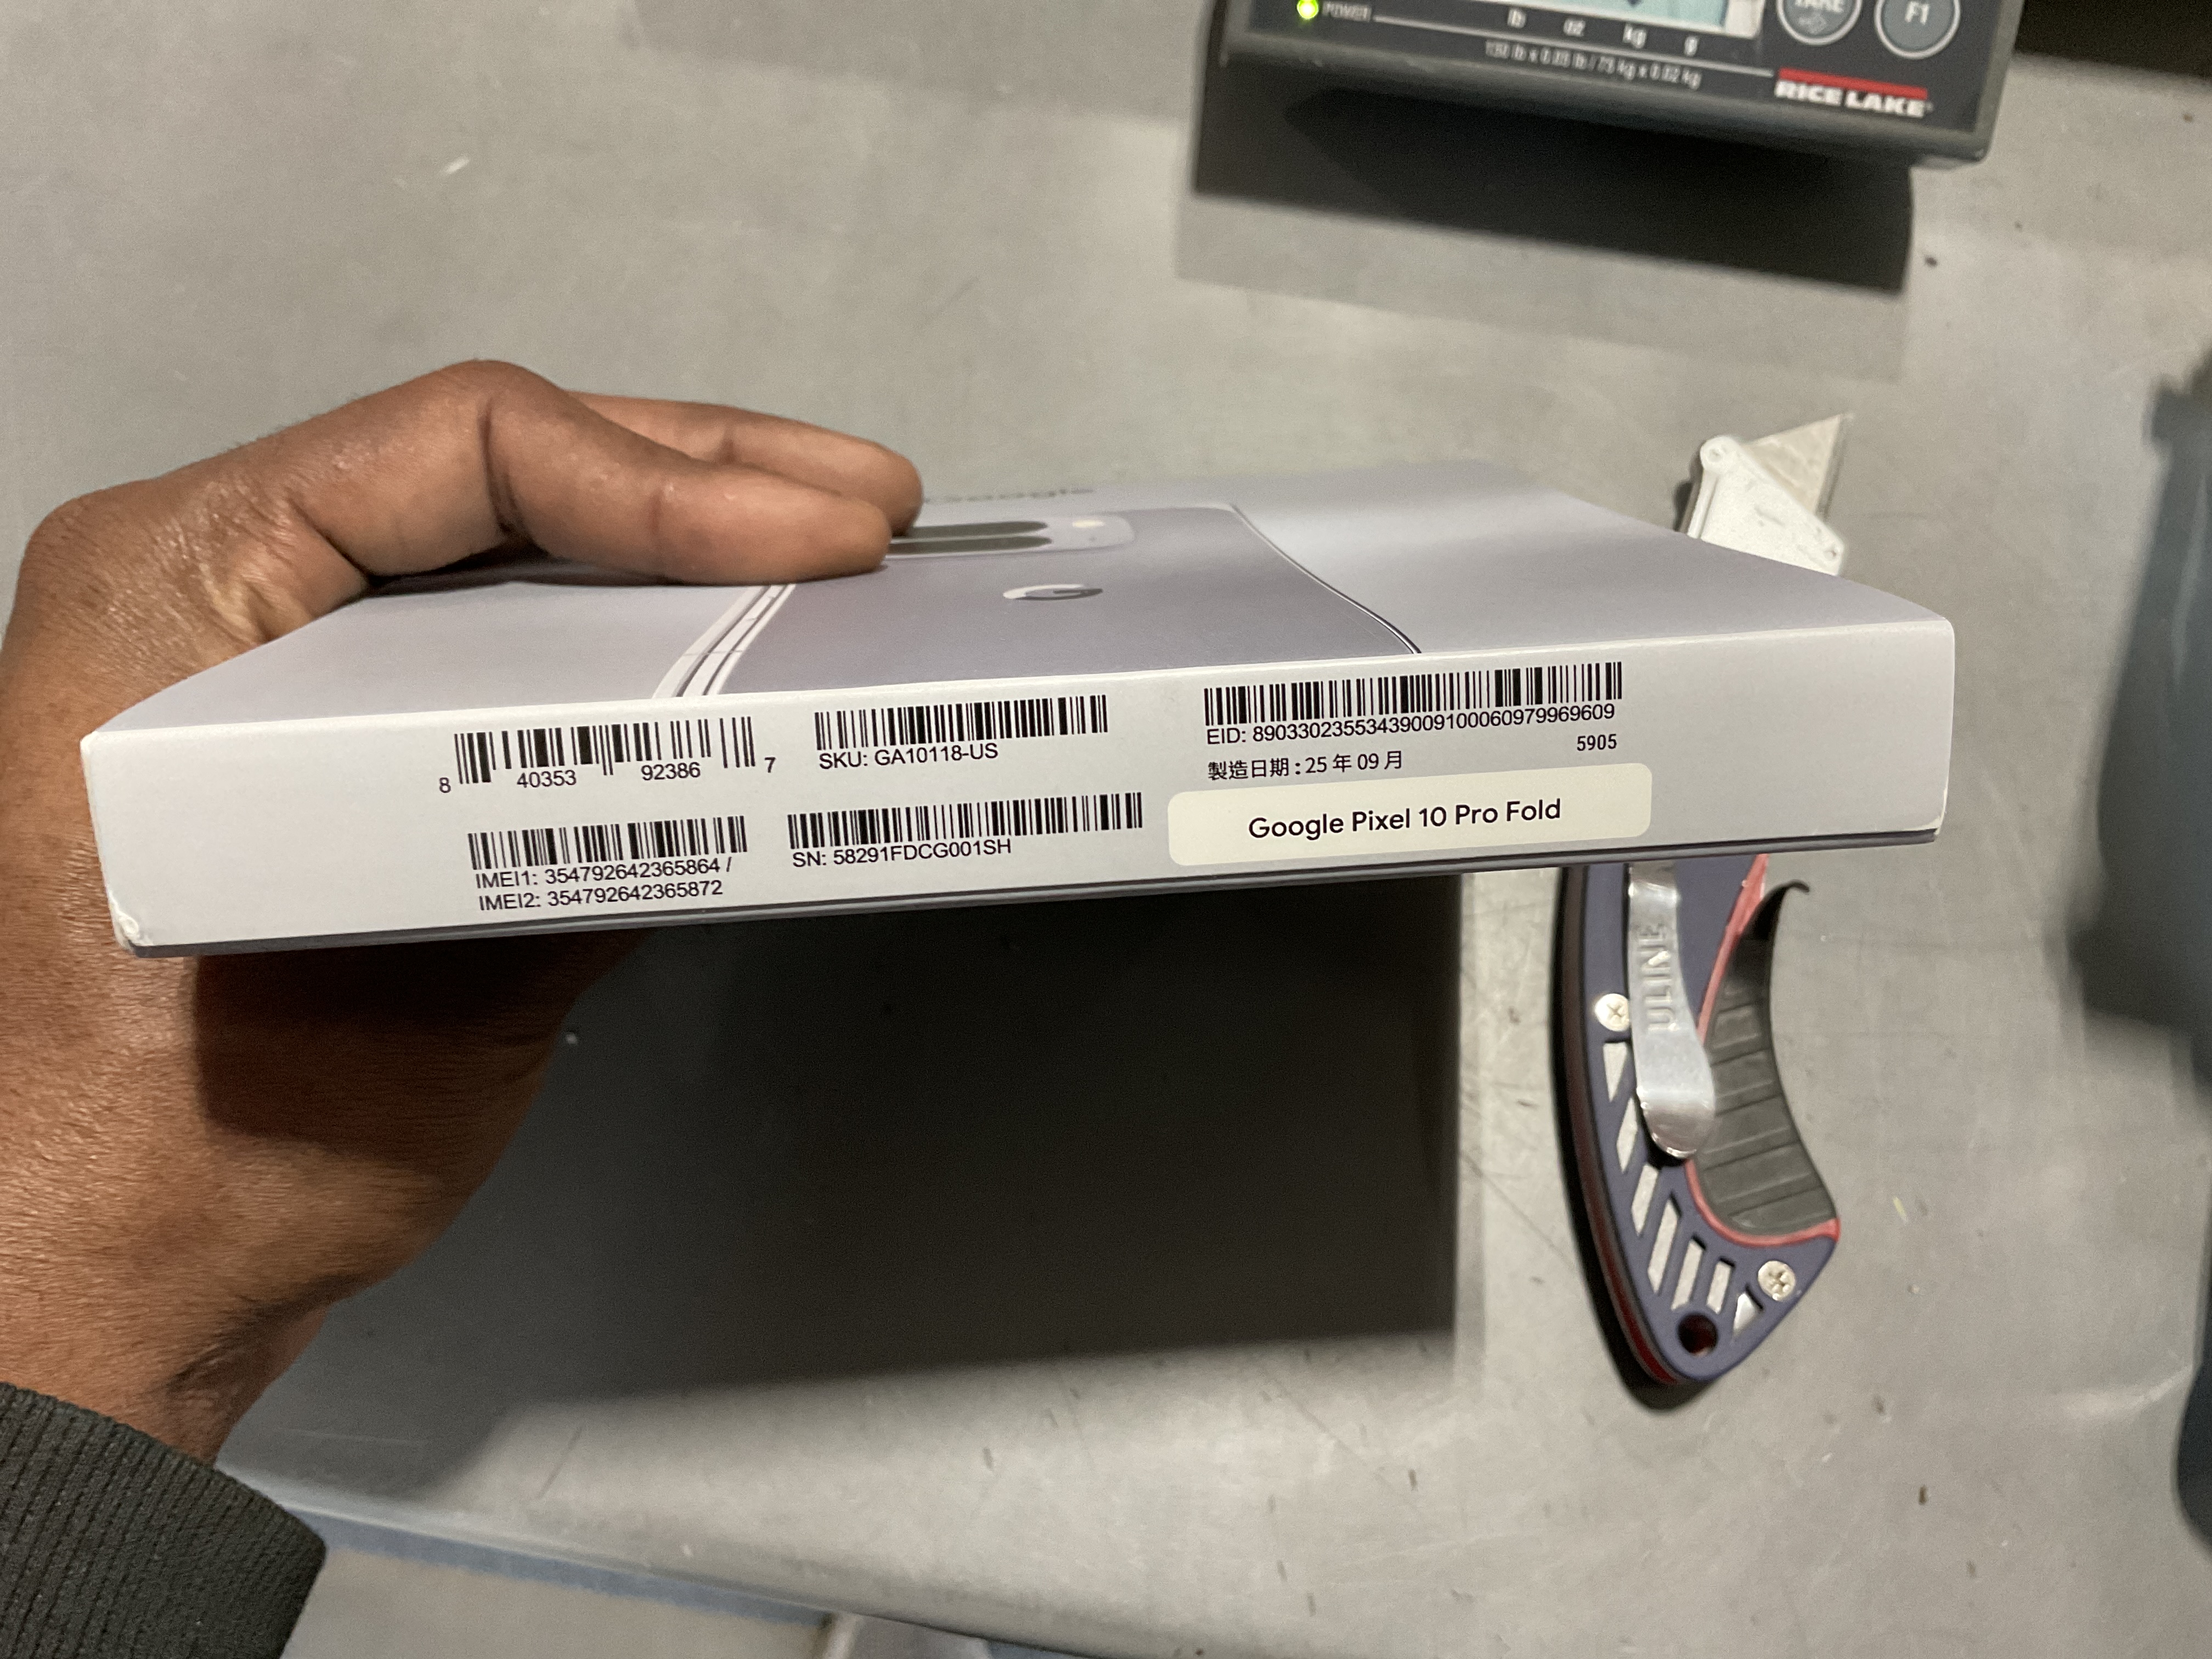 POWER
lb oz kg g
150 lb x 0.05 lb / 75 kg x 0.02 kg
TARE
F1
RICE LAKE
Google
G
8 40353 92386 7
SKU: GA10118-US
EID: 89033023553439009100060979969609
製造日期 : 25 年 09 月
5905
IMEI1: 354792642365864 /
IMEI2: 354792642365872
SN: 58291FDCG001SH
Google Pixel 10 Pro Fold
ULINE